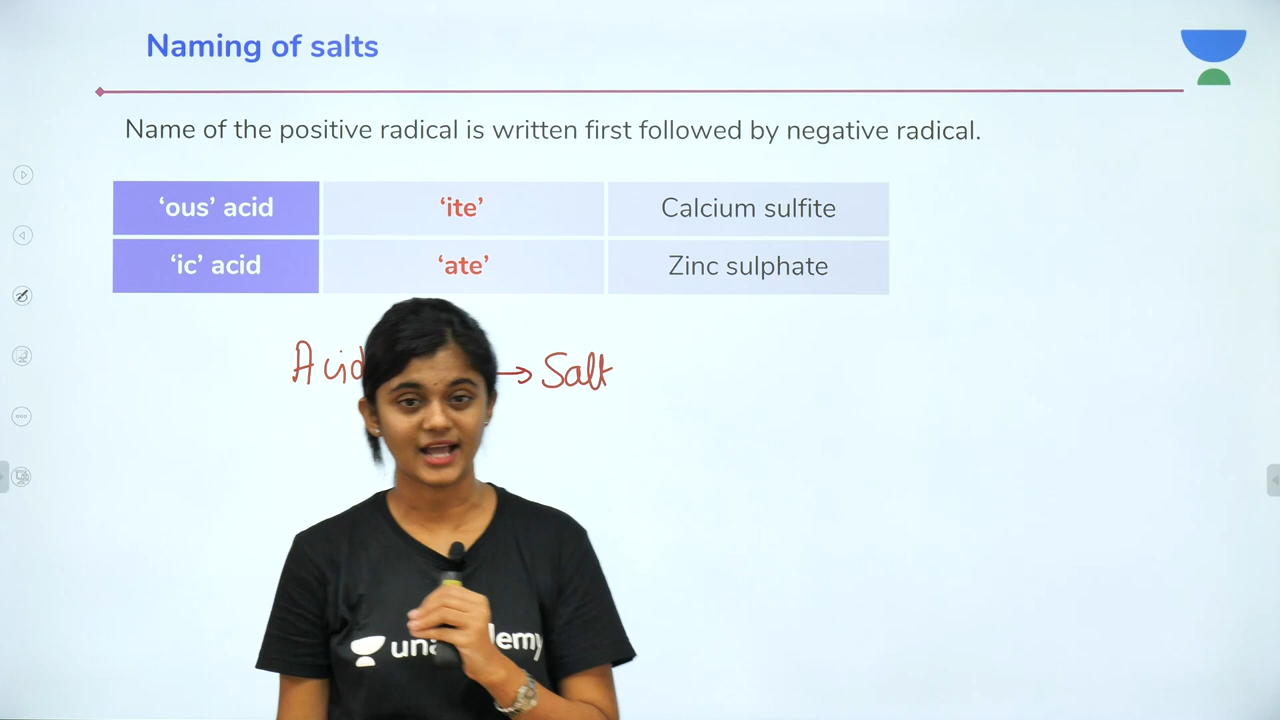 Naming of salts
Name of the positive radical is written first followed by negative radical.
‘ous’ acid ‘ite’ Calcium sulfite
‘ic’ acid ‘ate’ Zinc sulphate
Acid → Salt